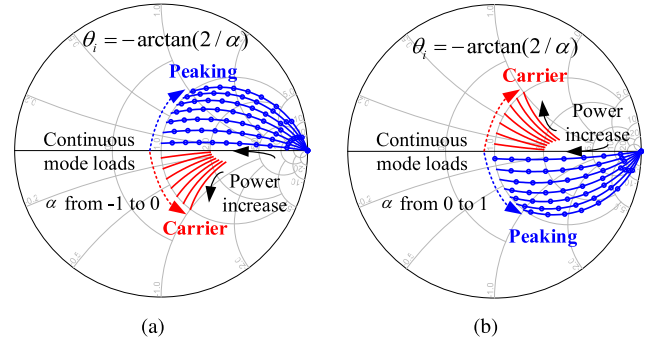 θᵢ = −arctan(2 / α)
Peaking
Continuous
mode loads
Power
increase
α from -1 to 0
Carrier
(a)
θᵢ = −arctan(2 / α)
Carrier
Power
increase
Continuous
mode loads
α from 0 to 1
Peaking
(b)